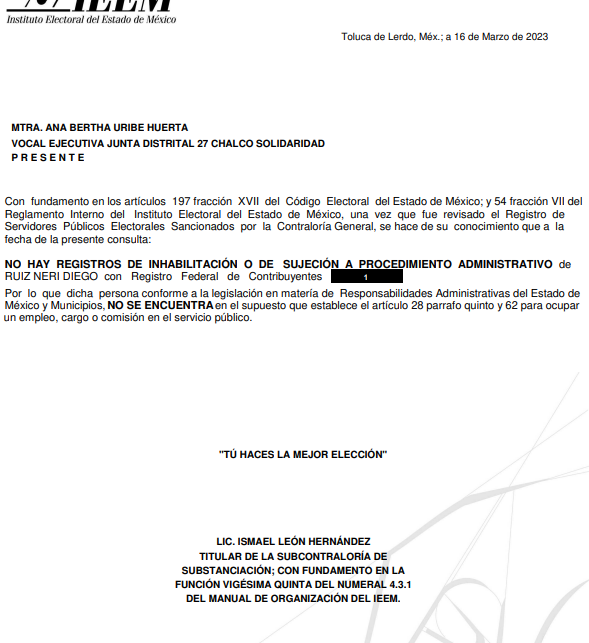 IEEM
Instituto Electoral del Estado de México
Toluca de Lerdo, Méx.; a 16 de Marzo de 2023
MTRA. ANA BERTHA URIBE HUERTA
VOCAL EJECUTIVA JUNTA DISTRITAL 27 CHALCO SOLIDARIDAD
P R E S E N T E
Con fundamento en los artículos 197 fracción XVII del Código Electoral del Estado de México; y 54 fracción VII del
Reglamento Interno del Instituto Electoral del Estado de México, una vez que fue revisado el Registro de
Servidores Públicos Electorales Sancionados por la Contraloría General, se hace de su conocimiento que a la
fecha de la presente consulta:
NO HAY REGISTROS DE INHABILITACIÓN O DE SUJECIÓN A PROCEDIMIENTO ADMINISTRATIVO de
RUIZ NERI DIEGO con Registro Federal de Contribuyentes 1
Por lo que dicha persona conforme a la legislación en matería de Responsabilidades Administrativas del Estado de
México y Municipios, NO SE ENCUENTRA en el supuesto que establece el artículo 28 parrafo quinto y 62 para ocupar
un empleo, cargo o comisión en el servicio público.
"TÚ HACES LA MEJOR ELECCIÓN"
LIC. ISMAEL LEÓN HERNÁNDEZ
TITULAR DE LA SUBCONTRALORÍA DE
SUBSTANCIACIÓN; CON FUNDAMENTO EN LA
FUNCIÓN VIGÉSIMA QUINTA DEL NUMERAL 4.3.1
DEL MANUAL DE ORGANIZACIÓN DEL IEEM.